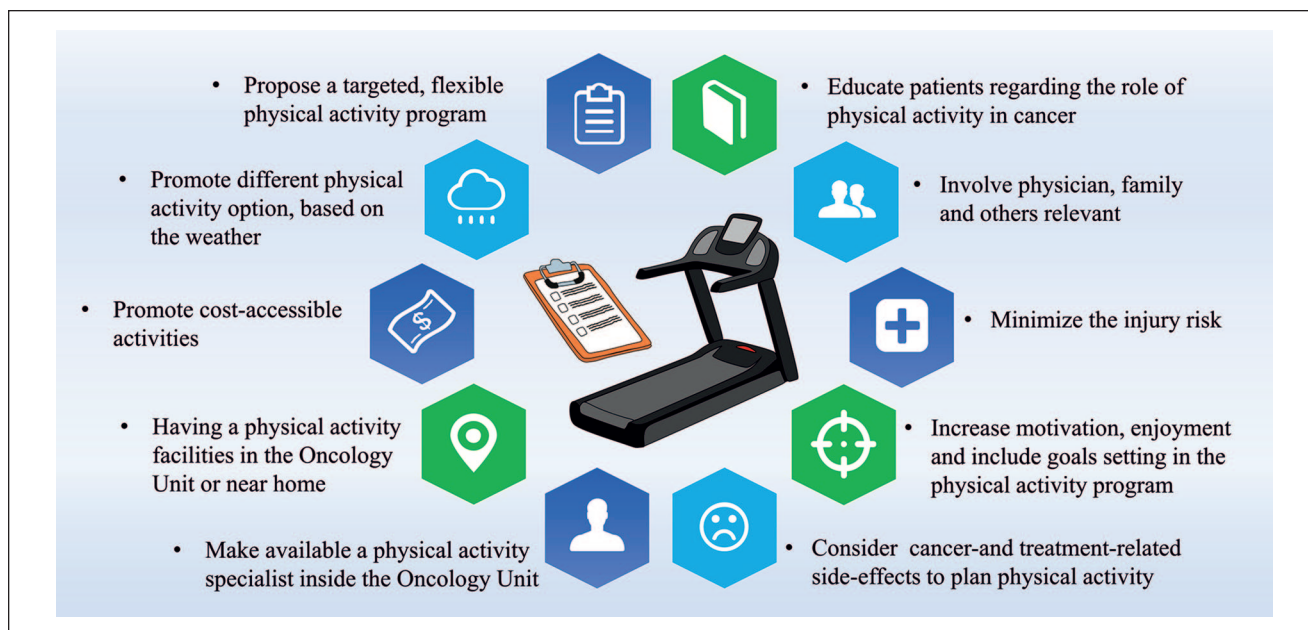 • Propose a targeted, flexible
physical activity program
• Promote different physical
activity option, based on
the weather
• Promote cost-accessible
activities
• Having a physical activity
facilities in the Oncology
Unit or near home
• Make available a physical activity
specialist inside the Oncology Unit
• Educate patients regarding the role of
physical activity in cancer
• Involve physician, family
and others relevant
• Minimize the injury risk
• Increase motivation, enjoyment
and include goals setting in the
physical activity program
• Consider cancer-and treatment-related
side-effects to plan physical activity
$